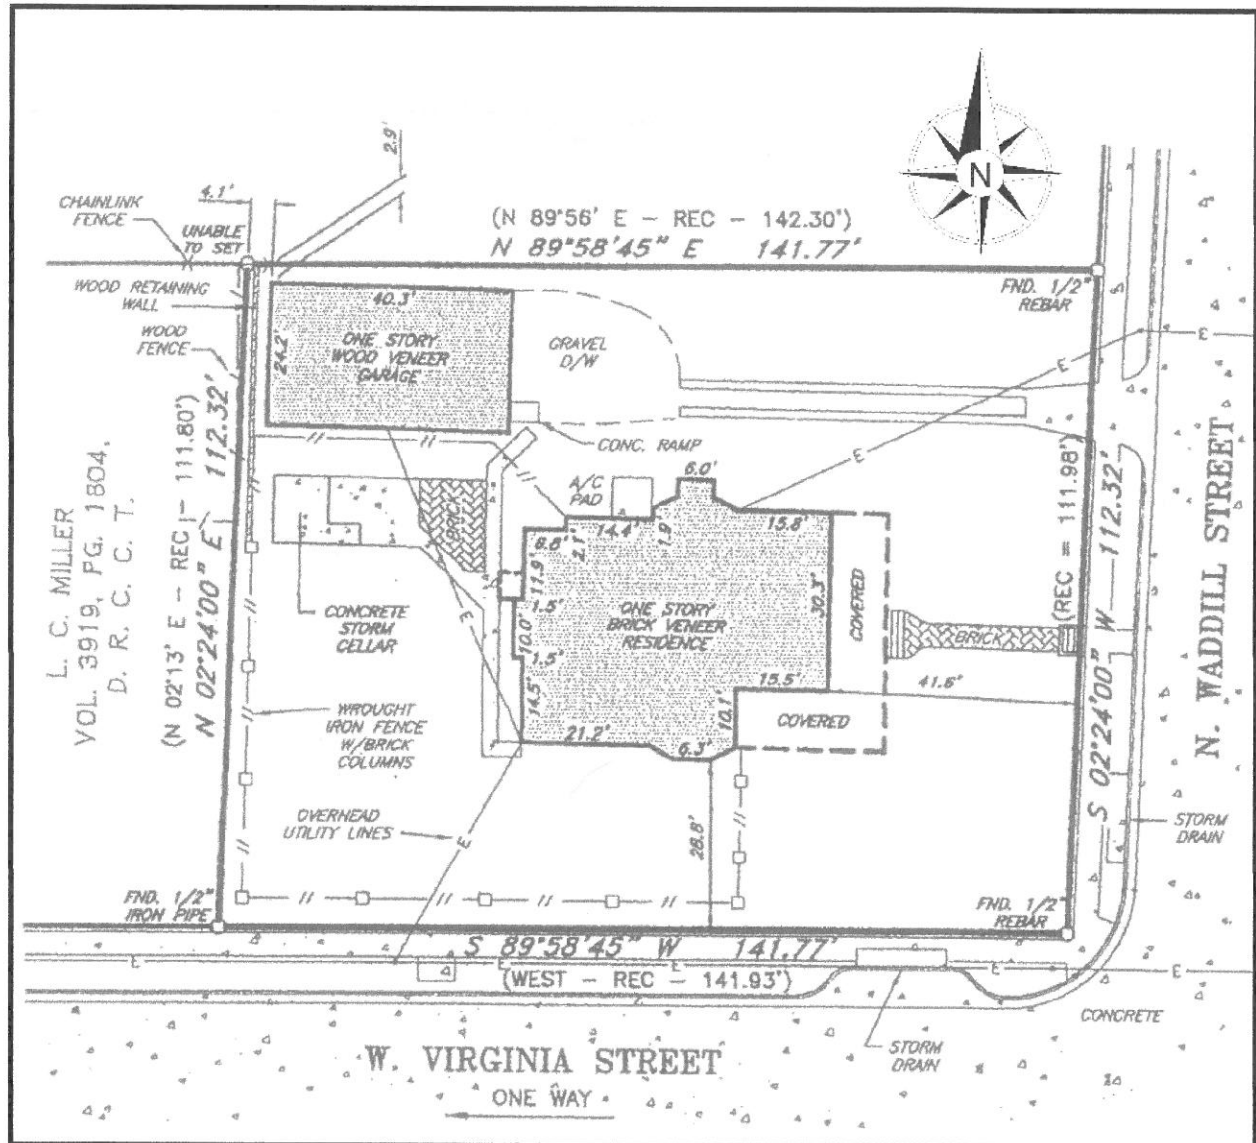 2.9'
4.1'
CHAINLINK
FENCE
UNABLE
TO SET
(N 89°56' E - REC - 142.30')
N 89°58'45" E 141.77'
N
WOOD RETAINING
WALL
FND. 1/2"
REBAR
40.3'
24.2'
ONE STORY
WOOD VENEER
GARAGE
GRAVEL
D/W
WOOD
FENCE
E
CONC. RAMP
L. C. MILLER
VOL. 3919, PG. 1804,
D. R. C. C. T.
(N 02°13' E - REC - 111.80')
N 02°24'00" E 112.32'
//
//
//
E
A/C
PAD
6.0'
BRICK
14.4'
1.9'
15.8'
6.8'
2.1'
11.9'
1.5'
10.0'
1.5'
14.5'
ONE STORY
BRICK VENEER
RESIDENCE
30.3'
COVERED
BRICK
(REC = 111.98')
S 02°24'00" W 112.32'
N. WADDILL STREET
CONCRETE
STORM
CELLAR
E
15.5'
41.6'
10.1'
COVERED
21.2'
6.3'
WROUGHT
IRON FENCE
W/BRICK
COLUMNS
OVERHEAD
UTILITY LINES
E
28.8'
STORM
DRAIN
FND. 1/2"
IRON PIPE
//
//
//
//
FND. 1/2"
REBAR
S 89°58'45" W 141.77'
E
E
E
E
E
(WEST - REC - 141.93')
CONCRETE
STORM
DRAIN
W. VIRGINIA STREET
ONE WAY